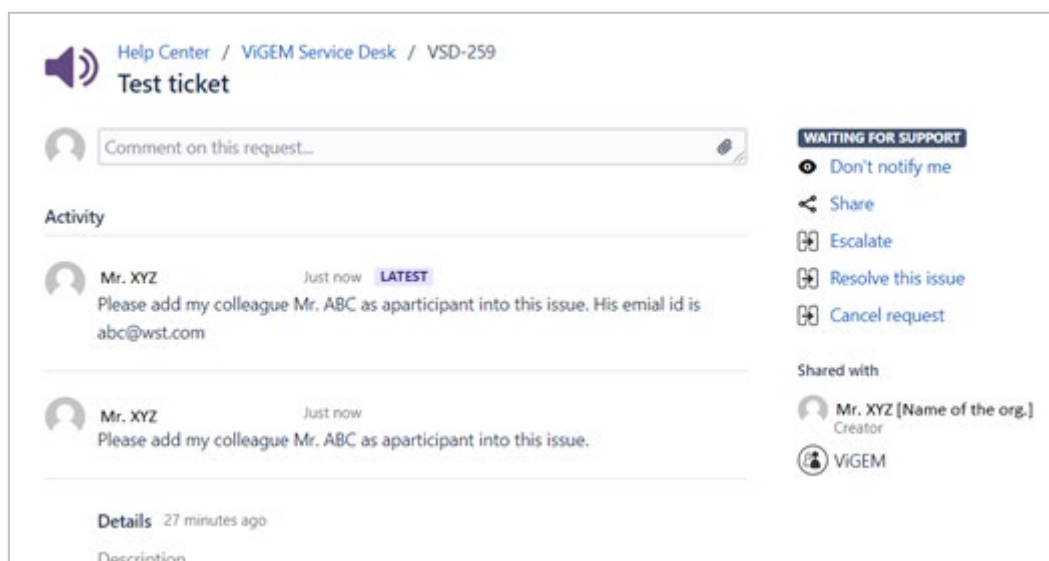 Help Center / ViGEM Service Desk / VSD-259
Test ticket
Comment on this request...
WAITING FOR SUPPORT
Don't notify me
Share
Escalate
Resolve this issue
Cancel request
Shared with
Mr. XYZ [Name of the org.]
Creator
ViGEM
Activity
Mr. XYZ Just now LATEST
Please add my colleague Mr. ABC as aparticipant into this issue. His emial id is
abc@wst.com
Mr. XYZ Just now
Please add my colleague Mr. ABC as aparticipant into this issue.
Details 27 minutes ago
Description